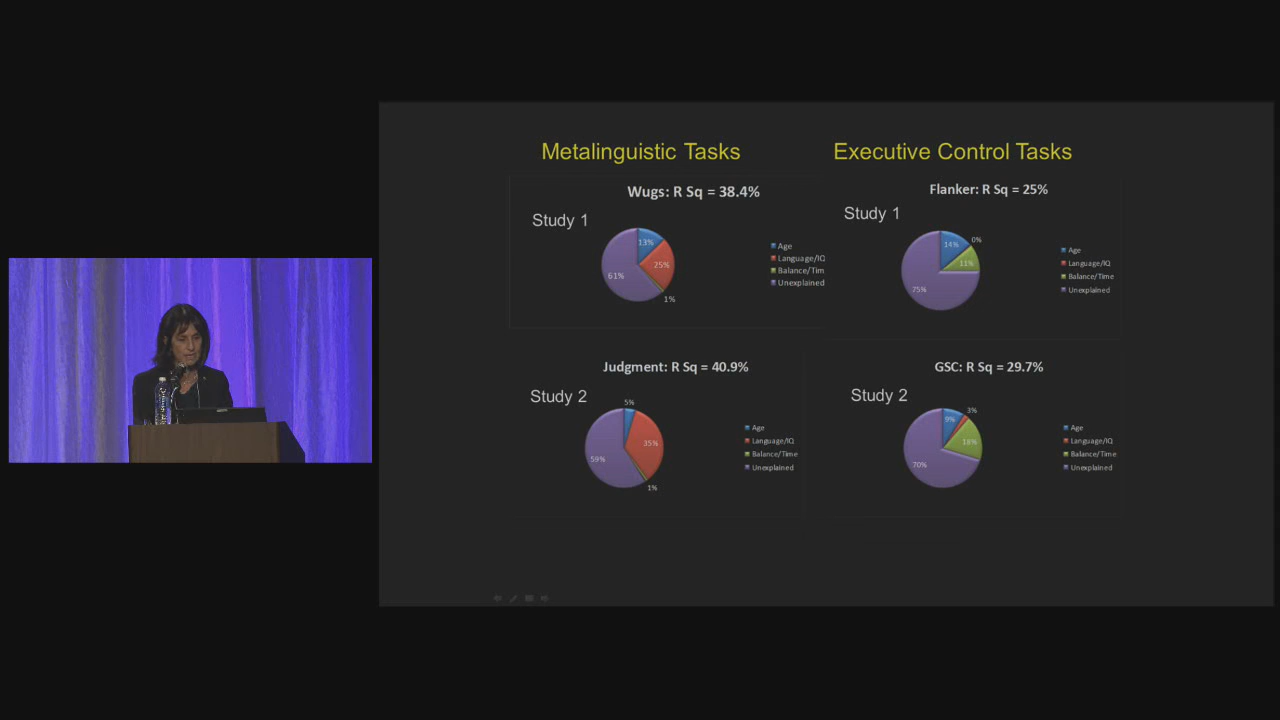 Metalinguistic Tasks
Executive Control Tasks
Wugs: R Sq = 38.4%
Study 1
13%
25%
61%
1%
Age
Language/IQ
Balance/Tim
Unexplained
Flanker: R Sq = 25%
Study 1
14%
0%
11%
75%
Age
Language/IQ
Balance/Time
Unexplained
Judgment: R Sq = 40.9%
Study 2
5%
35%
59%
1%
Age
Language/IQ
Balance/Time
Unexplained
GSC: R Sq = 29.7%
Study 2
9%
3%
18%
70%
Age
Language/IQ
Balance/Time
Unexplained